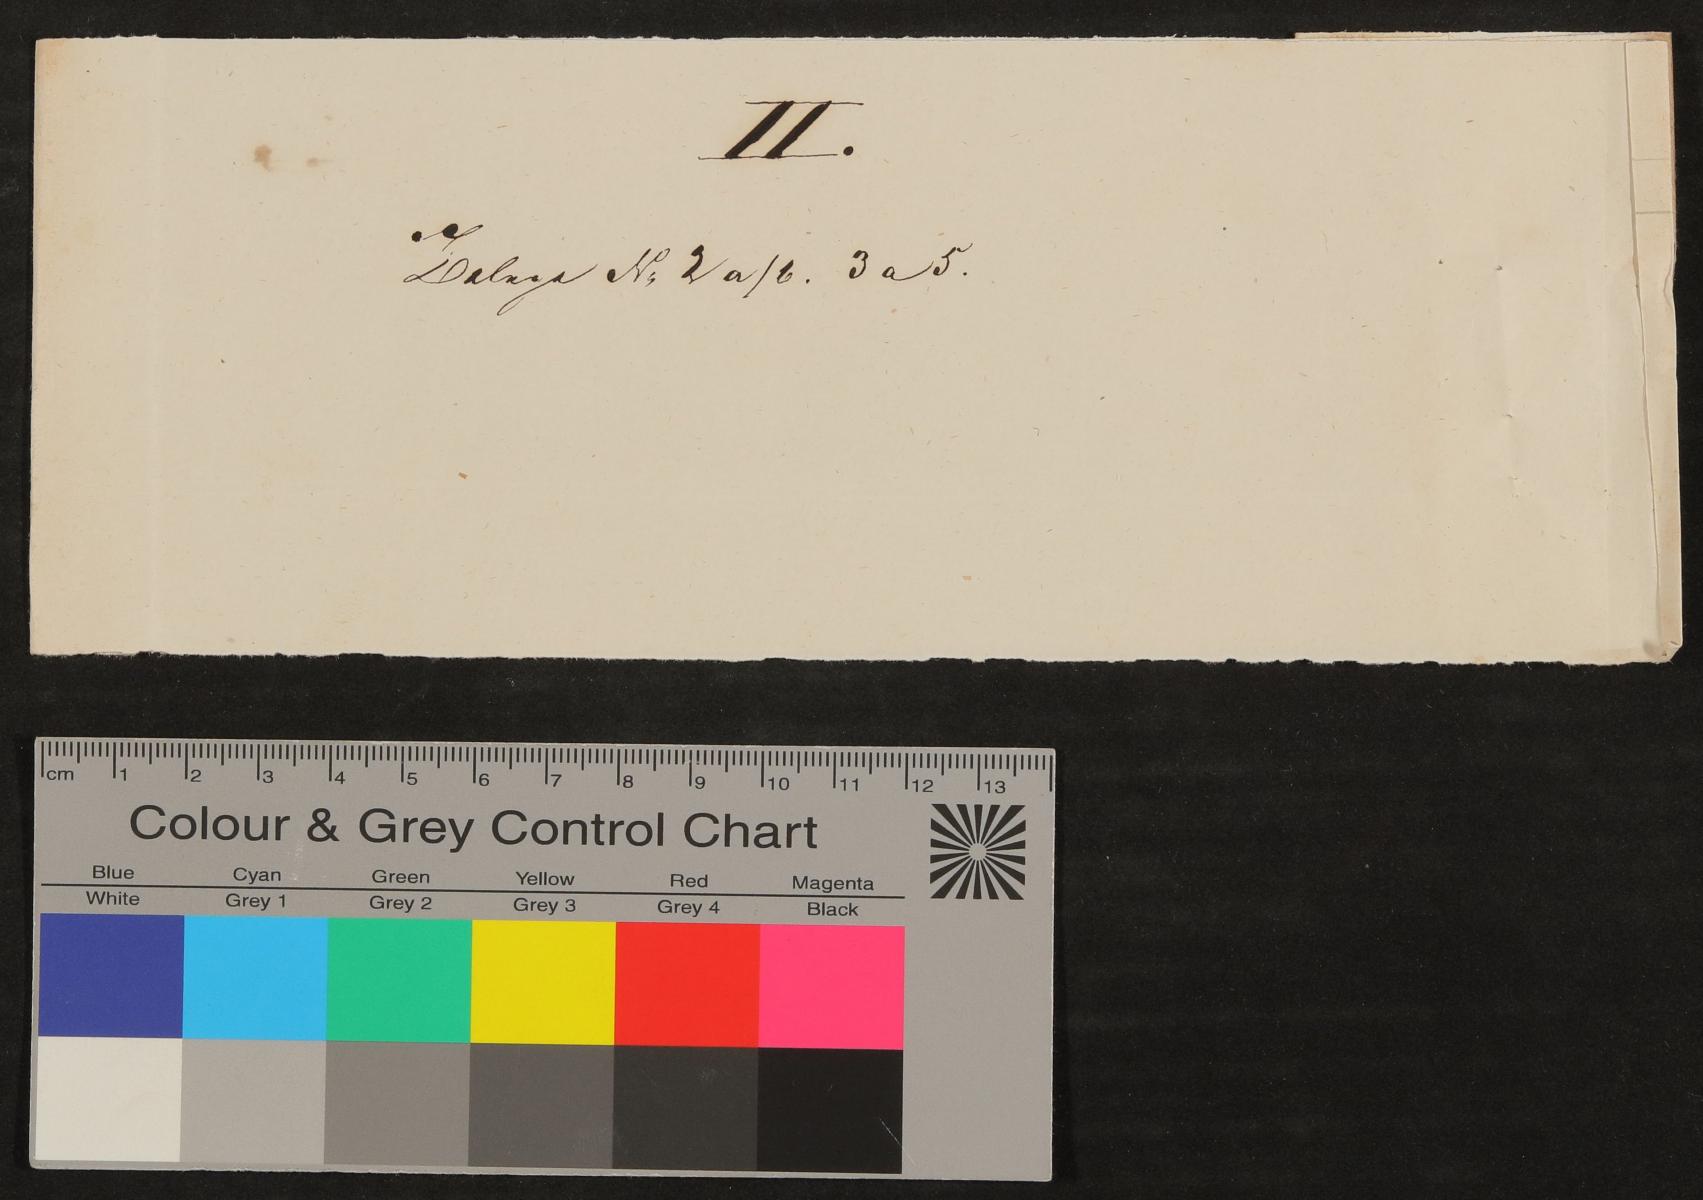 II.
Belege No 2 a/b. 3 a 5.
cm 1 2 3 4 5 6 7 8 9 10 11 12 13
Colour & Grey Control Chart
Blue Cyan Green Yellow Red Magenta
White Grey 1 Grey 2 Grey 3 Grey 4 Black